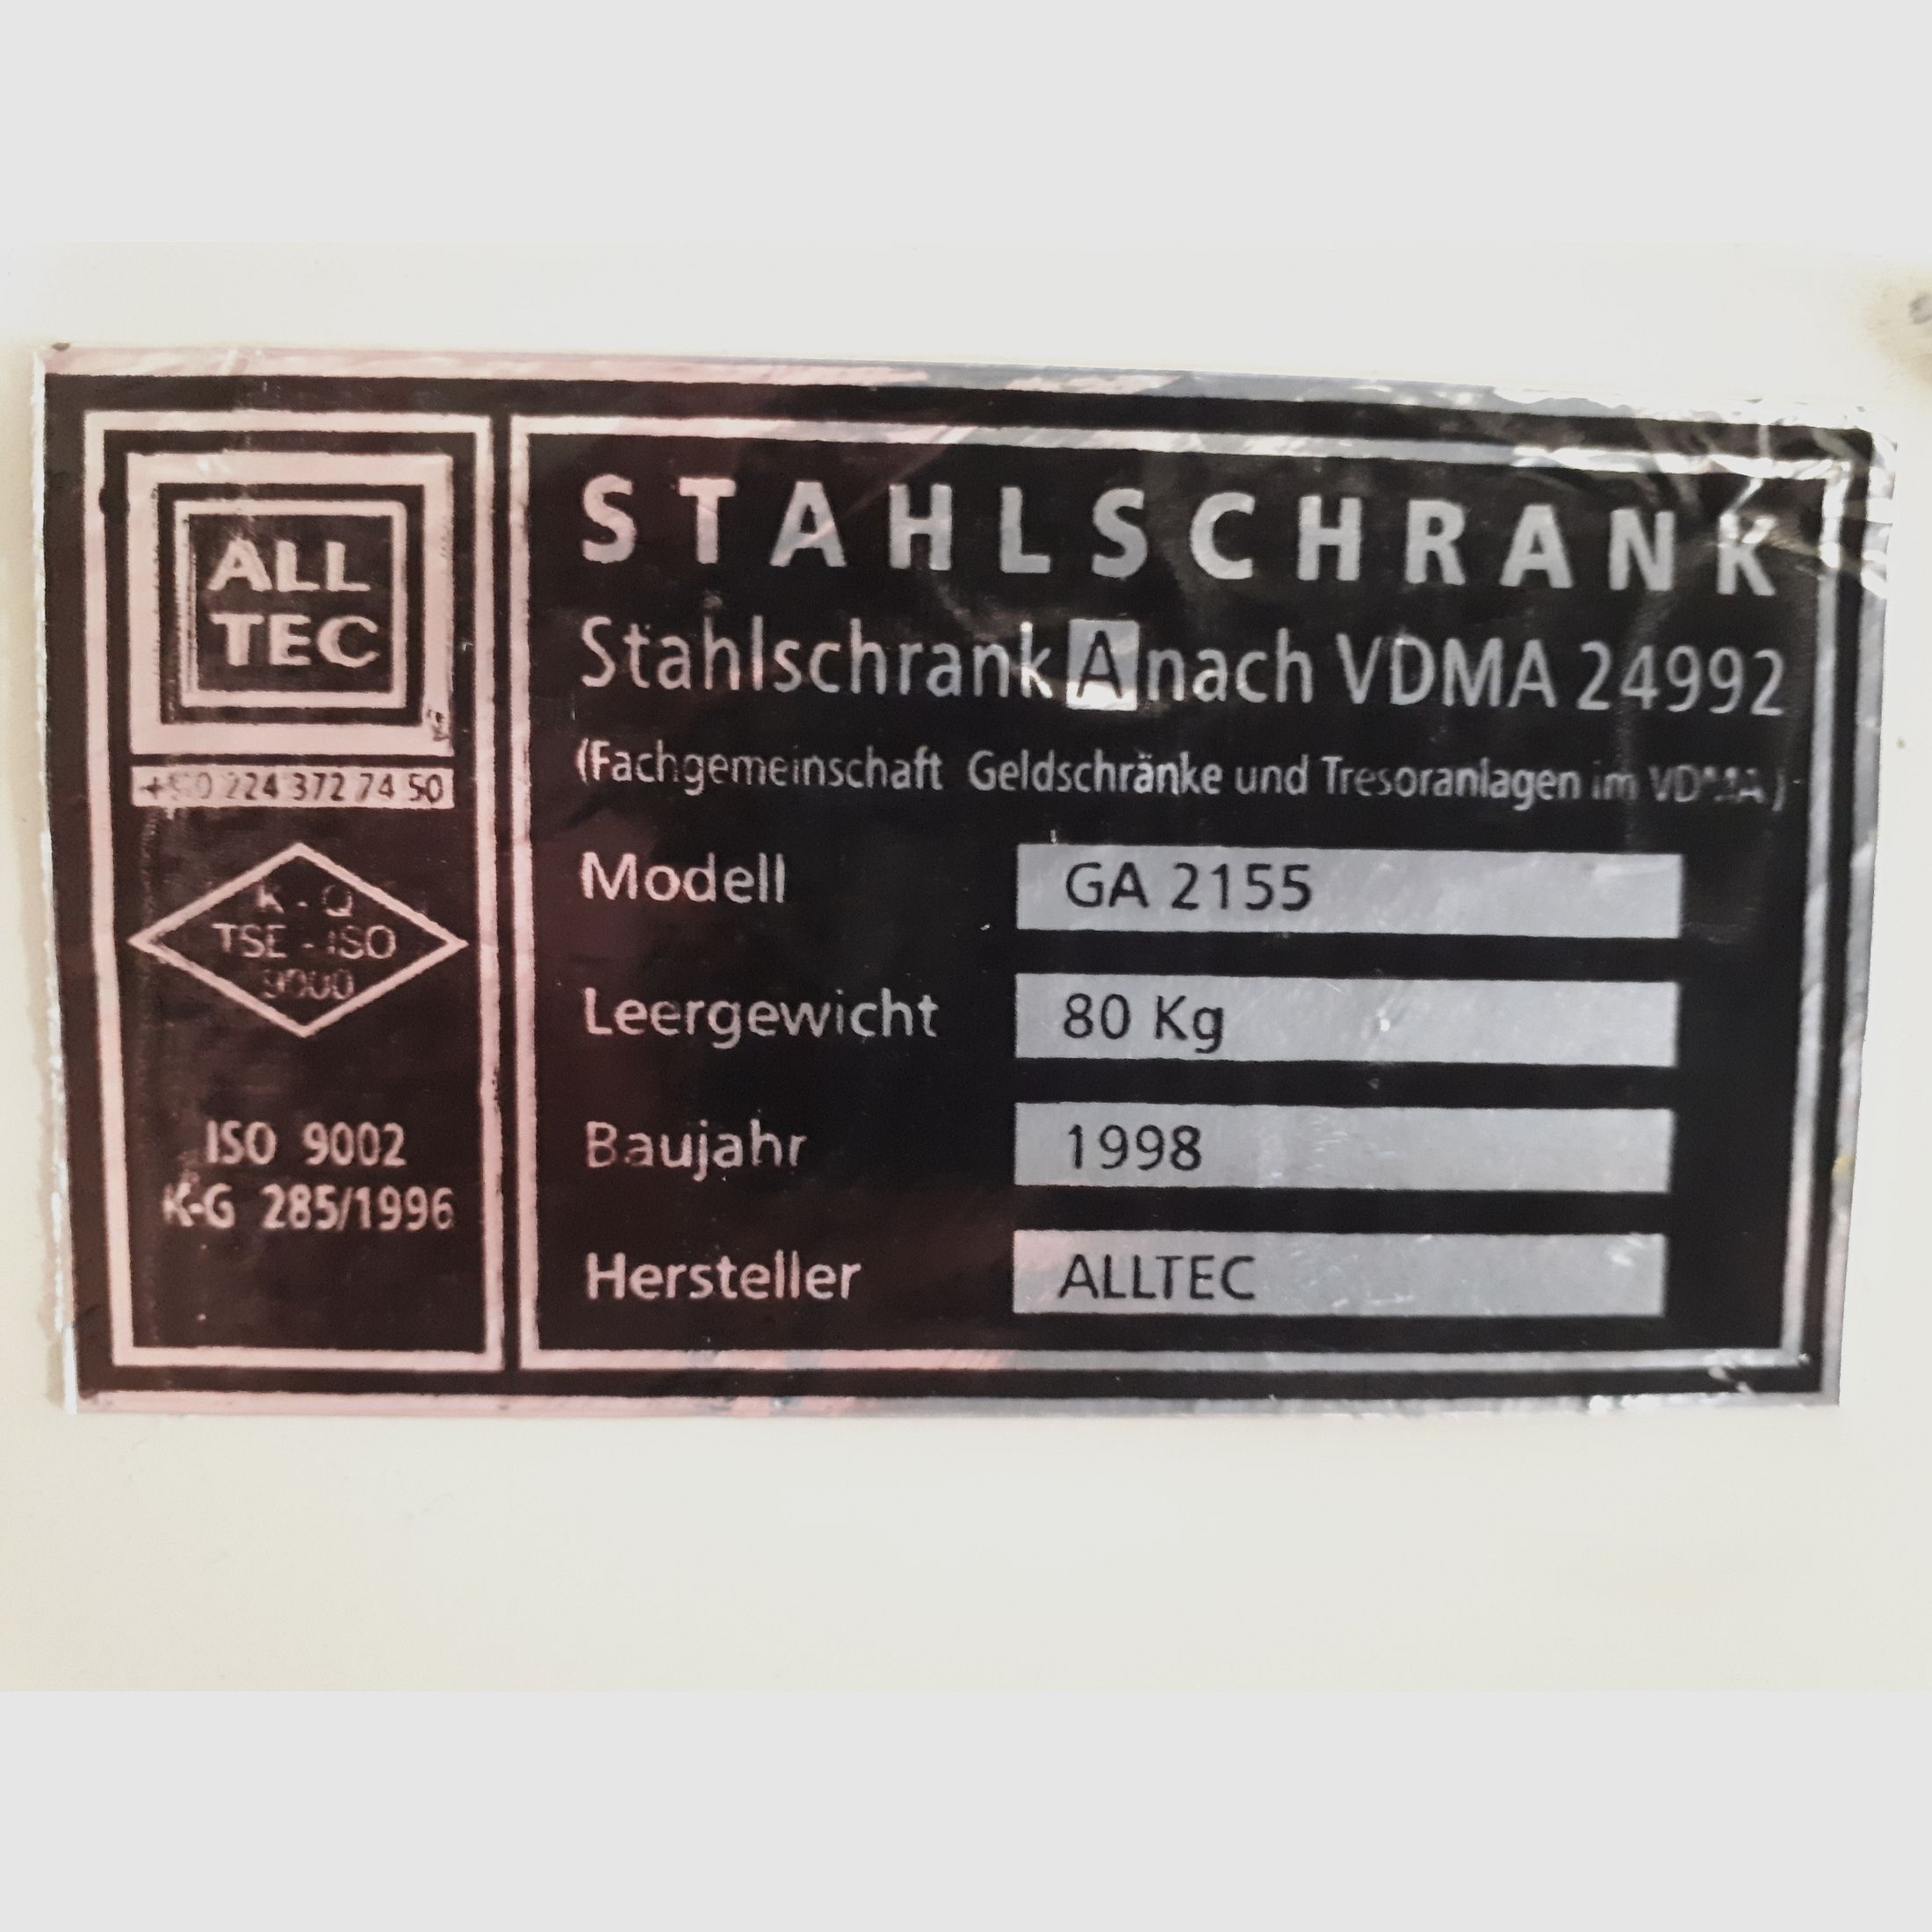 ALL
TEC
224 372 74 50
K - Q
TSE - ISO
9000
ISO 9002
K-G 285/1996
STAHLSCHRANK
Stahlschrank A nach VDMA 24992
(Fachgemeinschaft Geldschränke und Tresoranlagen im VDMA)
Modell GA 2155
Leergewicht 80 Kg
Baujahr 1998
Hersteller ALLTEC